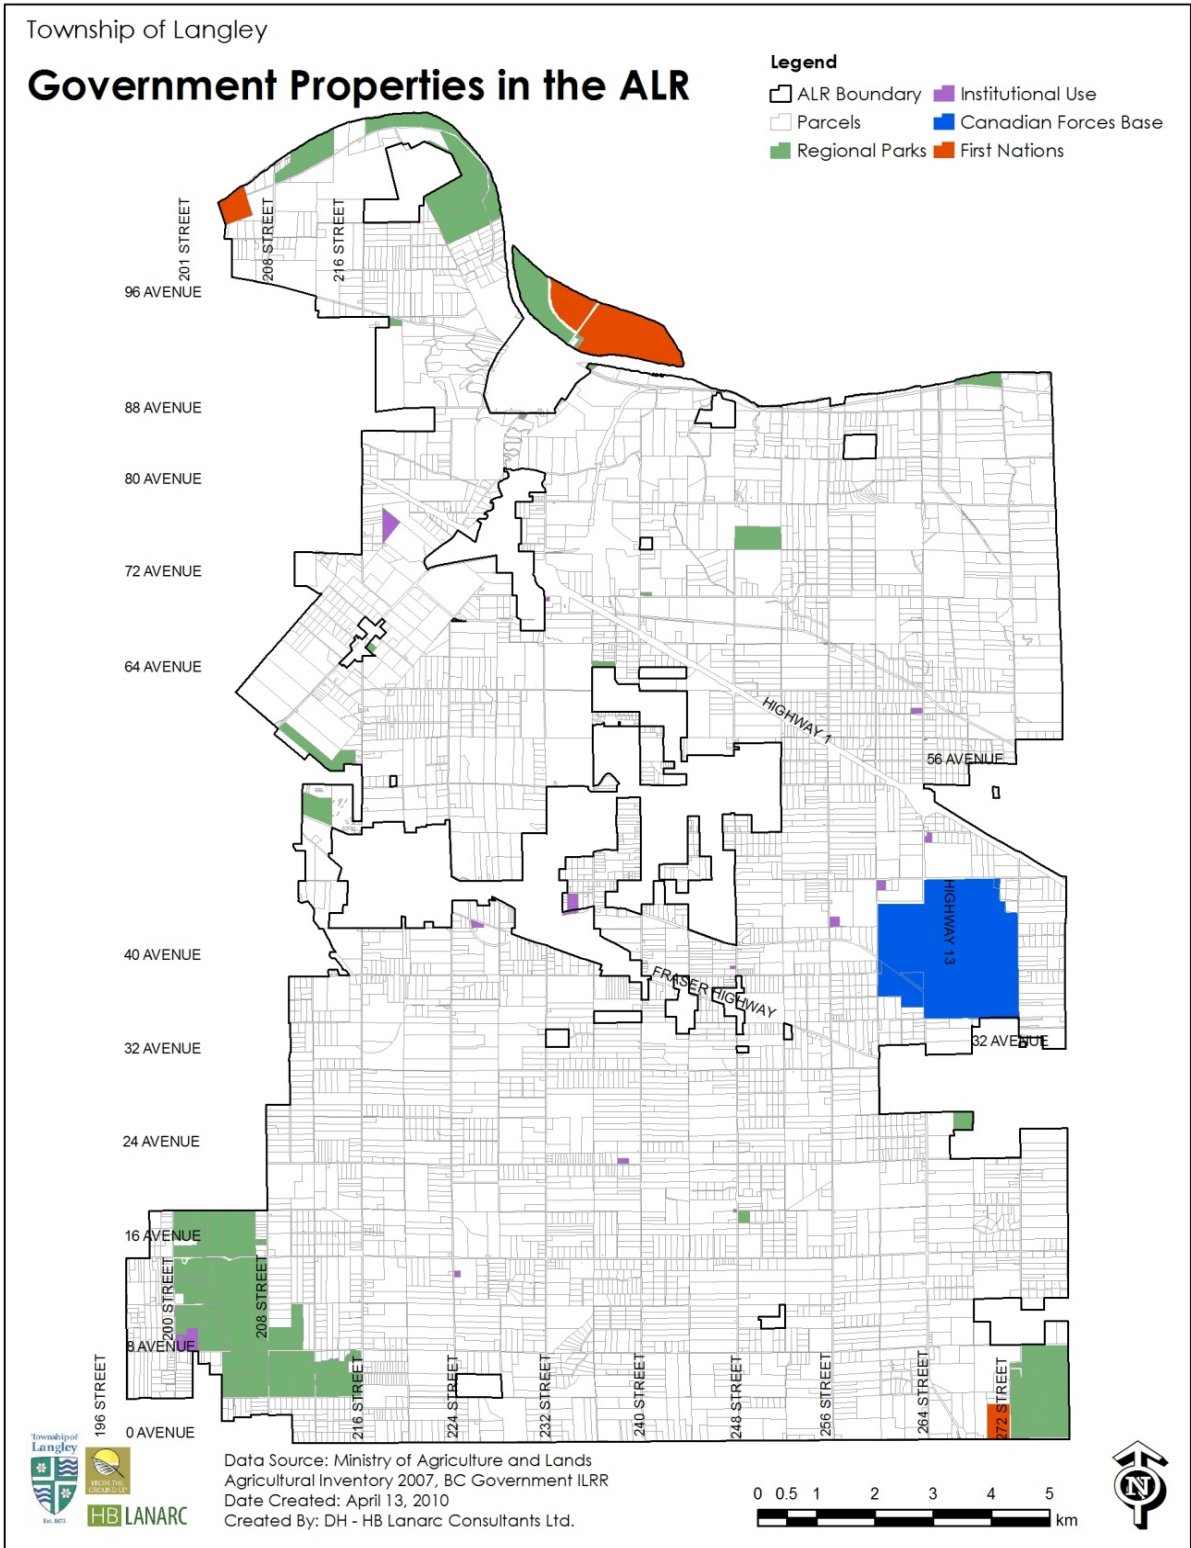 Township of Langley
Government Properties in the ALR
Legend
ALR Boundary
Parcels
Regional Parks
Institutional Use
Canadian Forces Base
First Nations
201 STREET
208 STREET
216 STREET
96 AVENUE
88 AVENUE
80 AVENUE
72 AVENUE
64 AVENUE
HIGHWAY 1
56 AVENUE
HIGHWAY 13
40 AVENUE
FRASER HIGHWAY
32 AVENUE
32 AVENUE
24 AVENUE
16 AVENUE
200 STREET
208 STREET
8 AVENUE
196 STREET
216 STREET
224 STREET
232 STREET
240 STREET
248 STREET
256 STREET
264 STREET
272 STREET
0 AVENUE
Township of
Langley
Est. 1873
FROM THE
GROUND UP
HB LANARC
Data Source: Ministry of Agriculture and Lands
Agricultural Inventory 2007, BC Government ILRR
Date Created: April 13, 2010
Created By: DH - HB Lanarc Consultants Ltd.
0 0.5 1 2 3 4 5
km
N